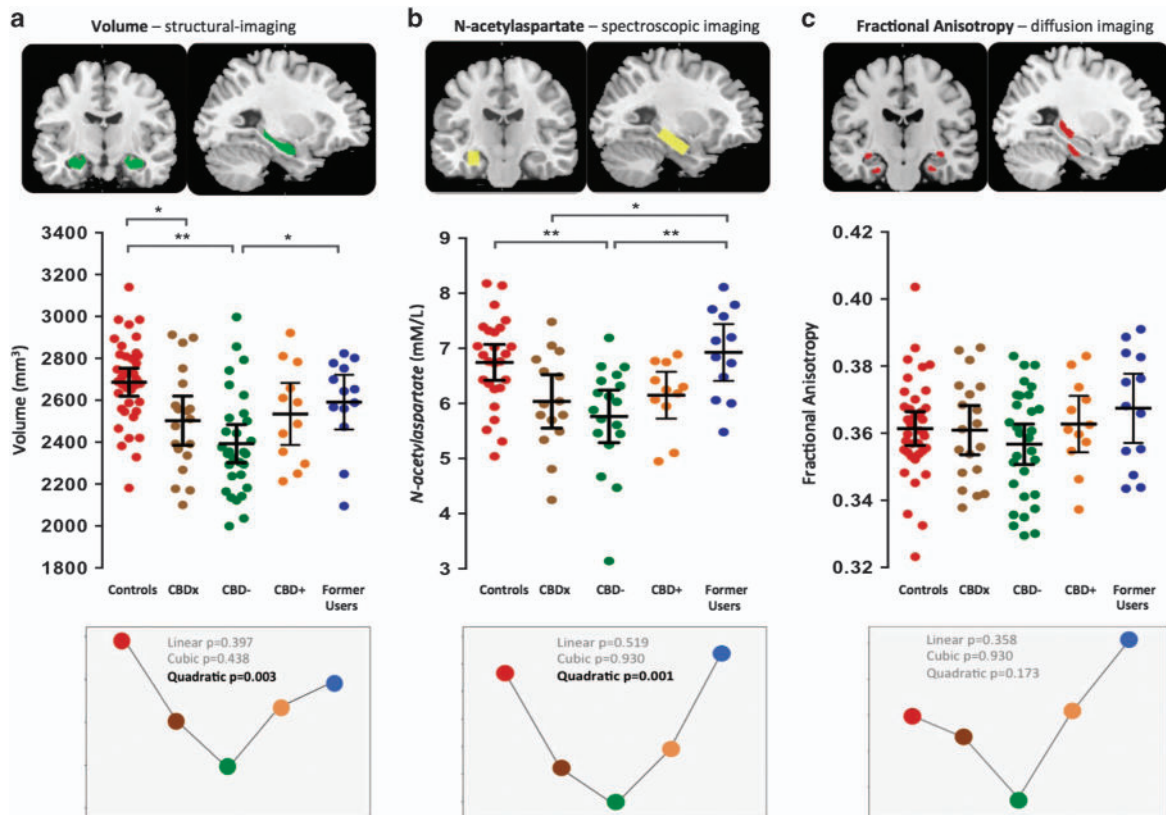 a
Volume – structural-imaging
*
**
*
Volume (mm³)
3400
3200
3000
2800
2600
2400
2200
2000
1800
Controls CBDx CBD- CBD+ Former Users
Linear p=0.397
Cubic p=0.438
Quadratic p=0.003
b
N-acetylaspartate – spectroscopic imaging
*
**
**
N-acetylaspartate (mM/L)
9
8
7
6
5
4
3
Controls CBDx CBD- CBD+ Former Users
Linear p=0.519
Cubic p=0.930
Quadratic p=0.001
c
Fractional Anisotropy – diffusion imaging
Fractional Anisotropy
0.42
0.40
0.38
0.36
0.34
0.32
Controls CBDx CBD- CBD+ Former Users
Linear p=0.358
Cubic p=0.930
Quadratic p=0.173